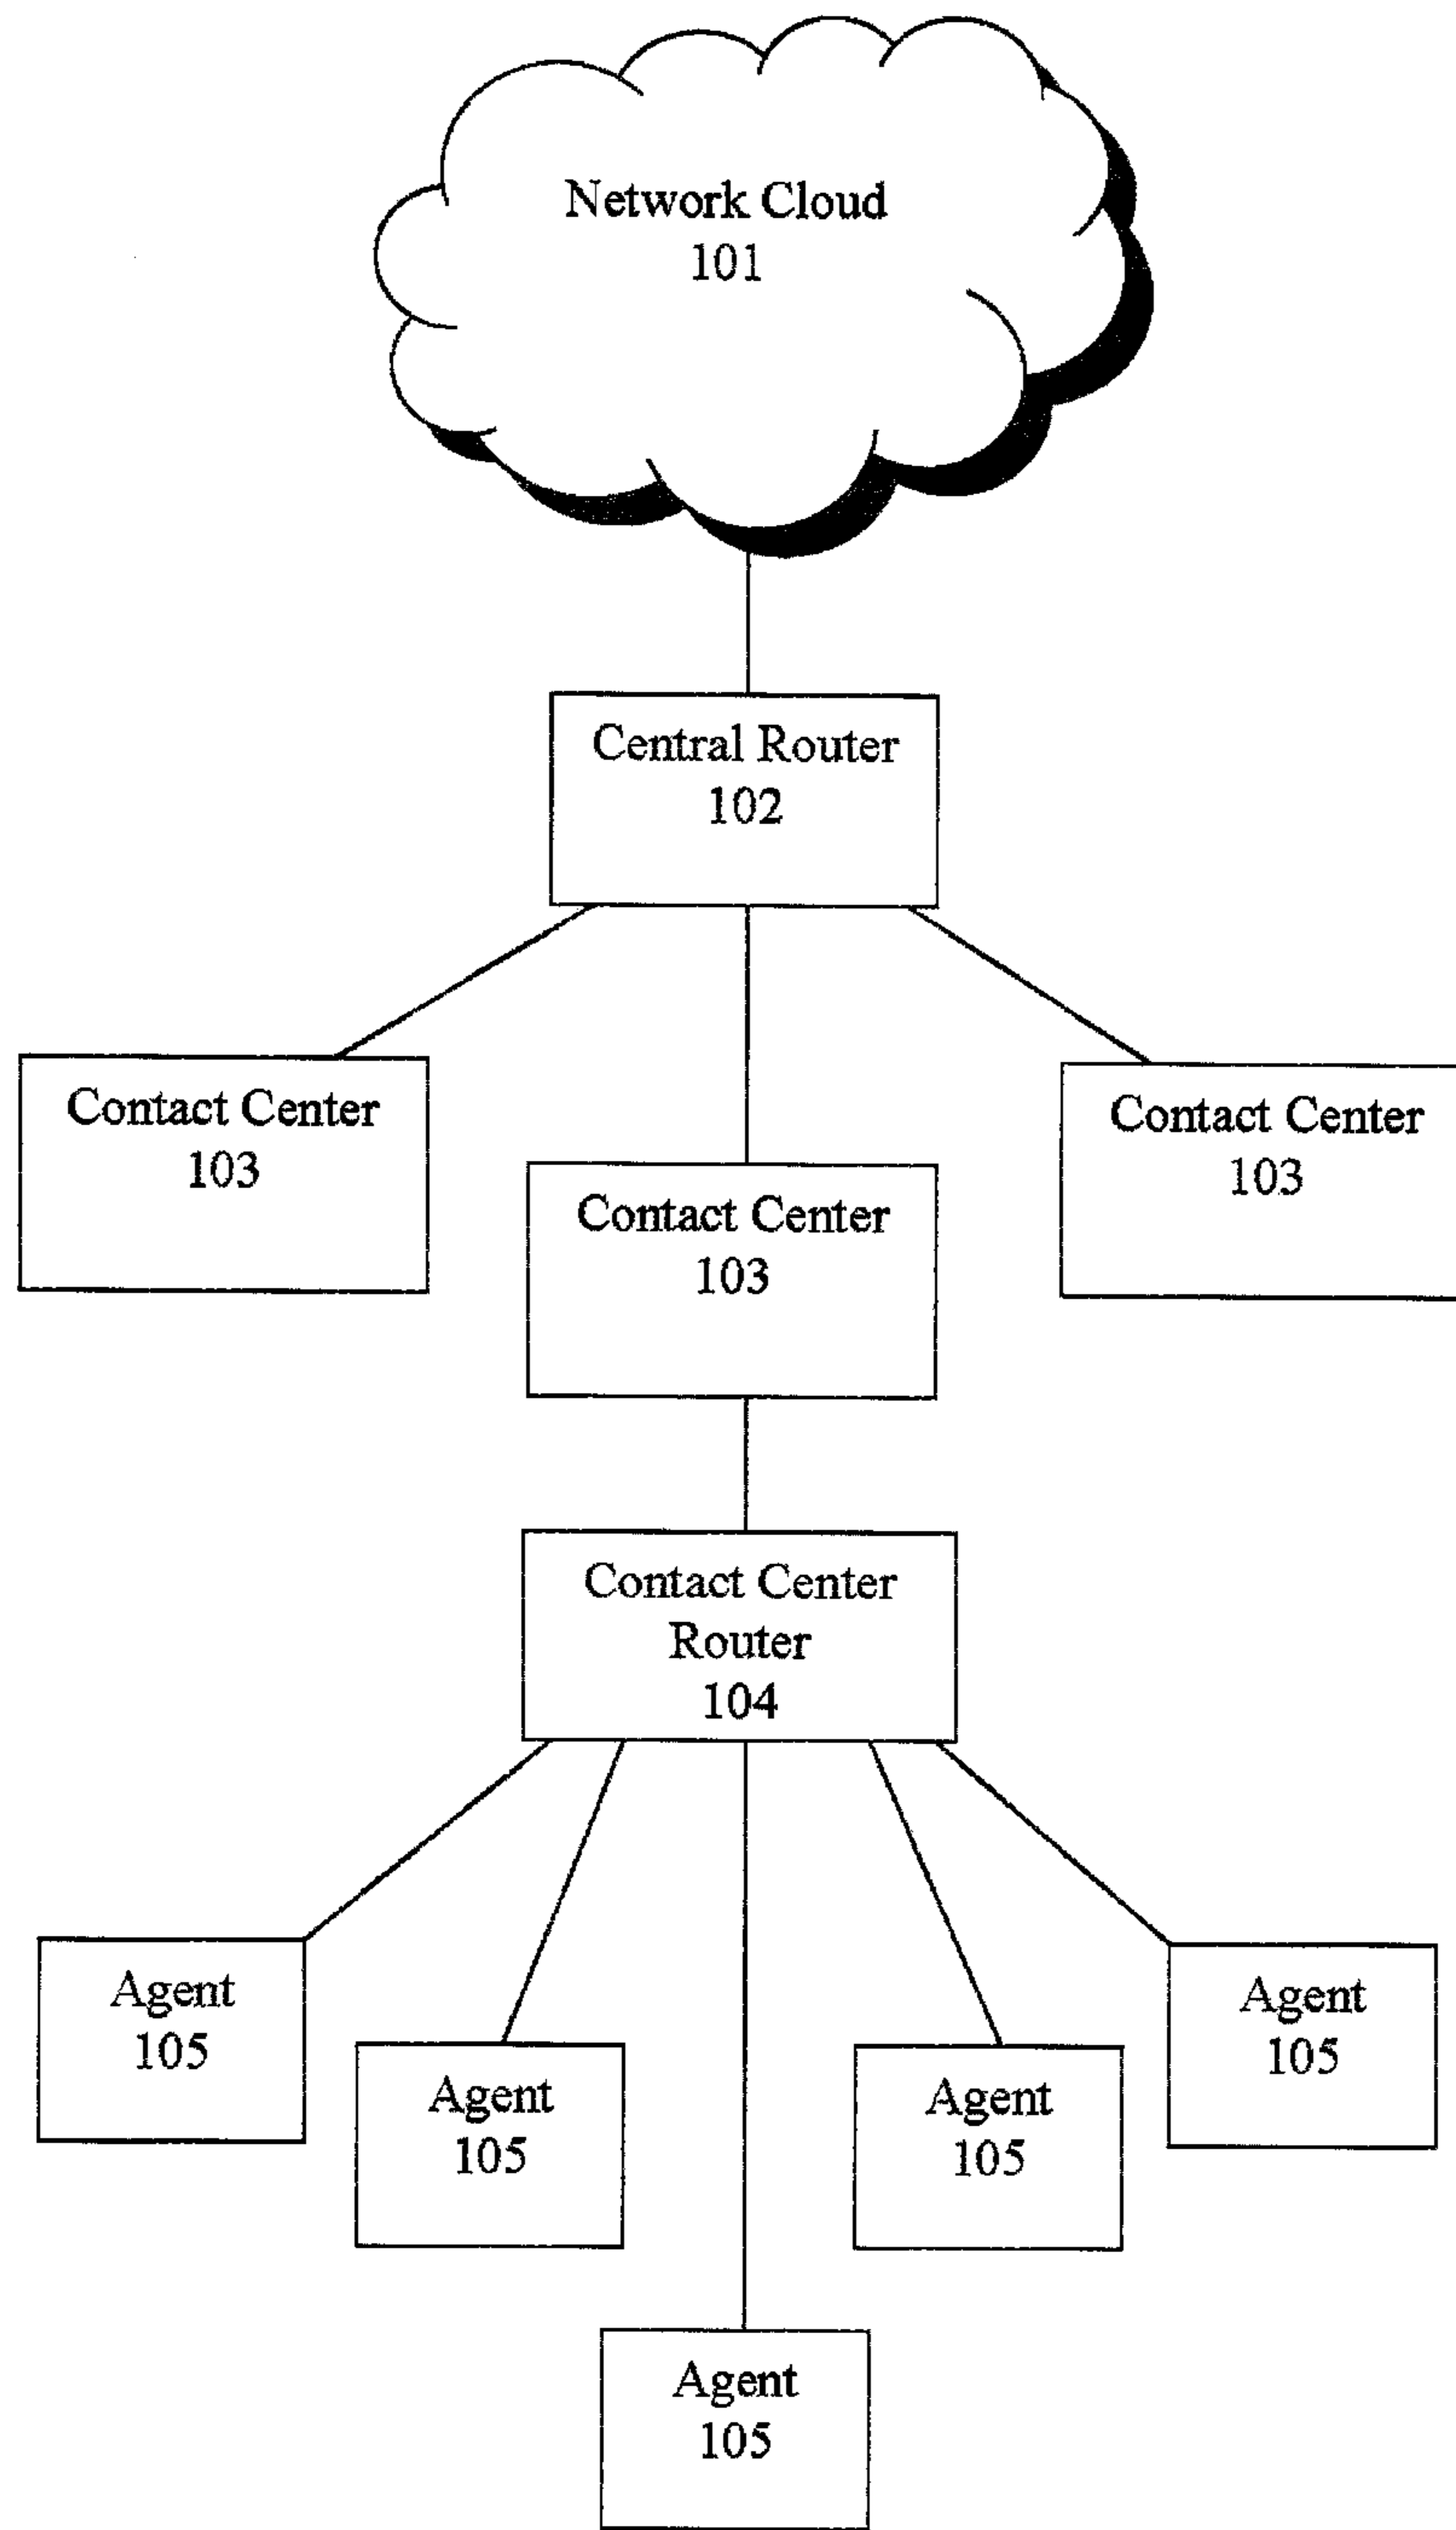 Network Cloud
101
Central Router
102
Contact Center
103
Contact Center
103
Contact Center
103
Contact Center
Router
104
Agent
105
Agent
105
Agent
105
Agent
105
Agent
105